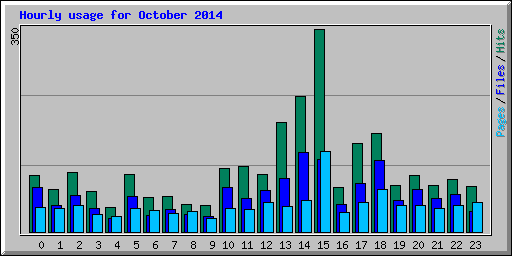 Hourly usage for October 2014
350
Pages / Files / Hits
0 1 2 3 4 5 6 7 8 9 10 11 12 13 14 15 16 17 18 19 20 21 22 23